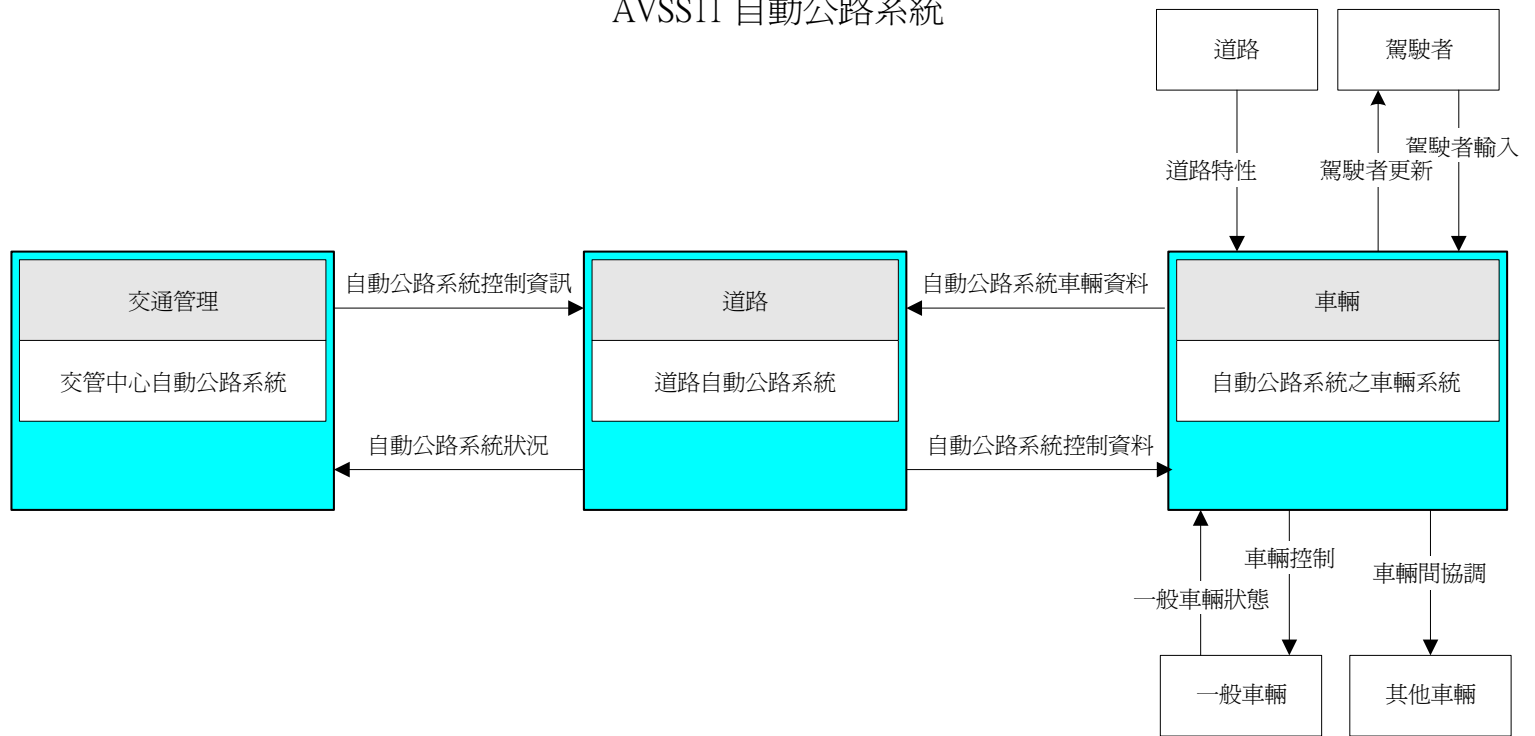 AVSS11 自動公路系統
道路
駕駛者
駕駛者輸入
道路特性
駕駛者更新
自動公路系統控制資訊
自動公路系統車輛資料
交通管理
道路
車輛
交管中心自動公路系統
道路自動公路系統
自動公路系統之車輛系統
自動公路系統狀況
自動公路系統控制資料
車輛控制
車輛間協調
一般車輛狀態
一般車輛
其他車輛